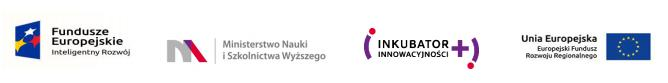 Fundusze
Europejskie
Inteligentny Rozwój
Ministerstwo Nauki
i Szkolnictwa Wyższego
INKUBATOR
INNOWACYJNOŚCI
Unia Europejska
Europejski Fundusz
Rozwoju Regionalnego